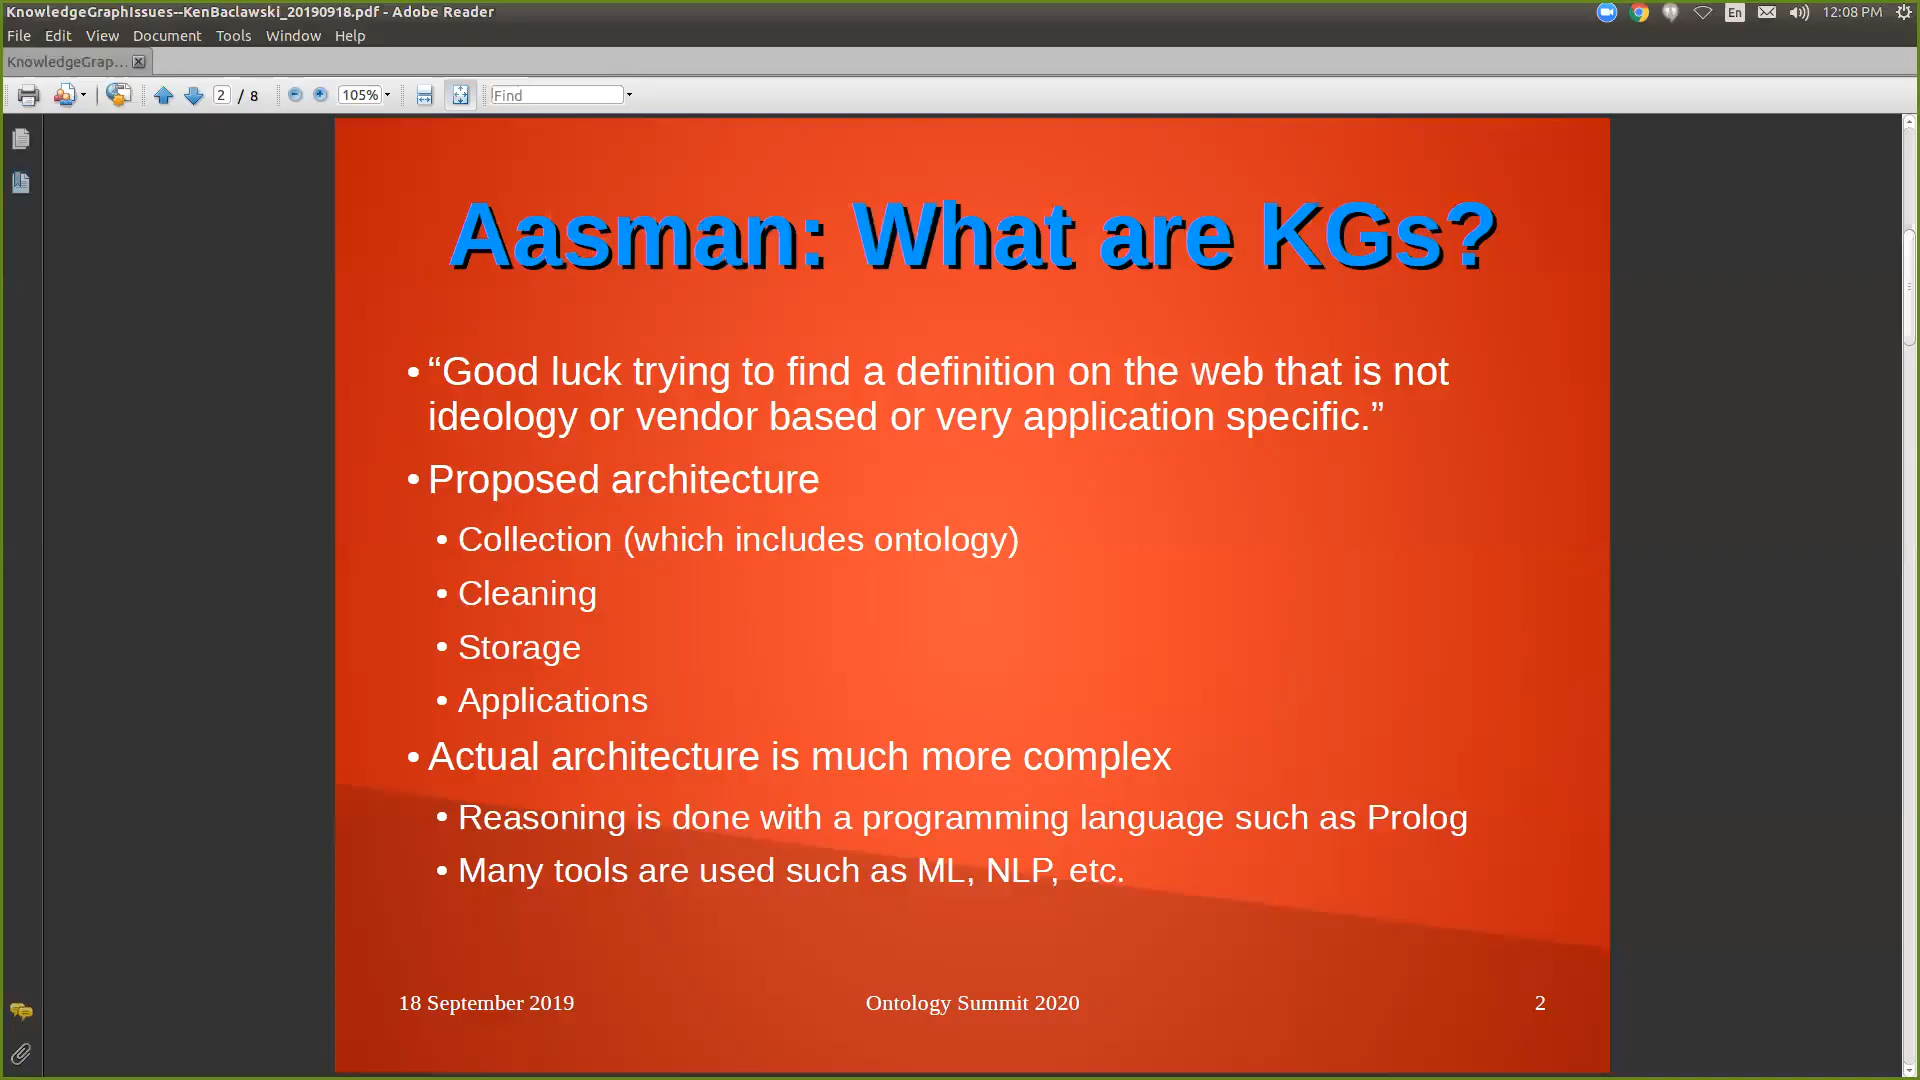 KnowledgeGraphIssues--KenBaclawski_20190918.pdf - Adobe Reader
En
12:08 PM
File Edit View Document Tools Window Help
KnowledgeGrap...
2 / 8
105%
Find
Aasman: What are KGs?
• “Good luck trying to find a definition on the web that is not
ideology or vendor based or very application specific.”
• Proposed architecture
• Collection (which includes ontology)
• Cleaning
• Storage
• Applications
• Actual architecture is much more complex
• Reasoning is done with a programming language such as Prolog
• Many tools are used such as ML, NLP, etc.
18 September 2019
Ontology Summit 2020
2